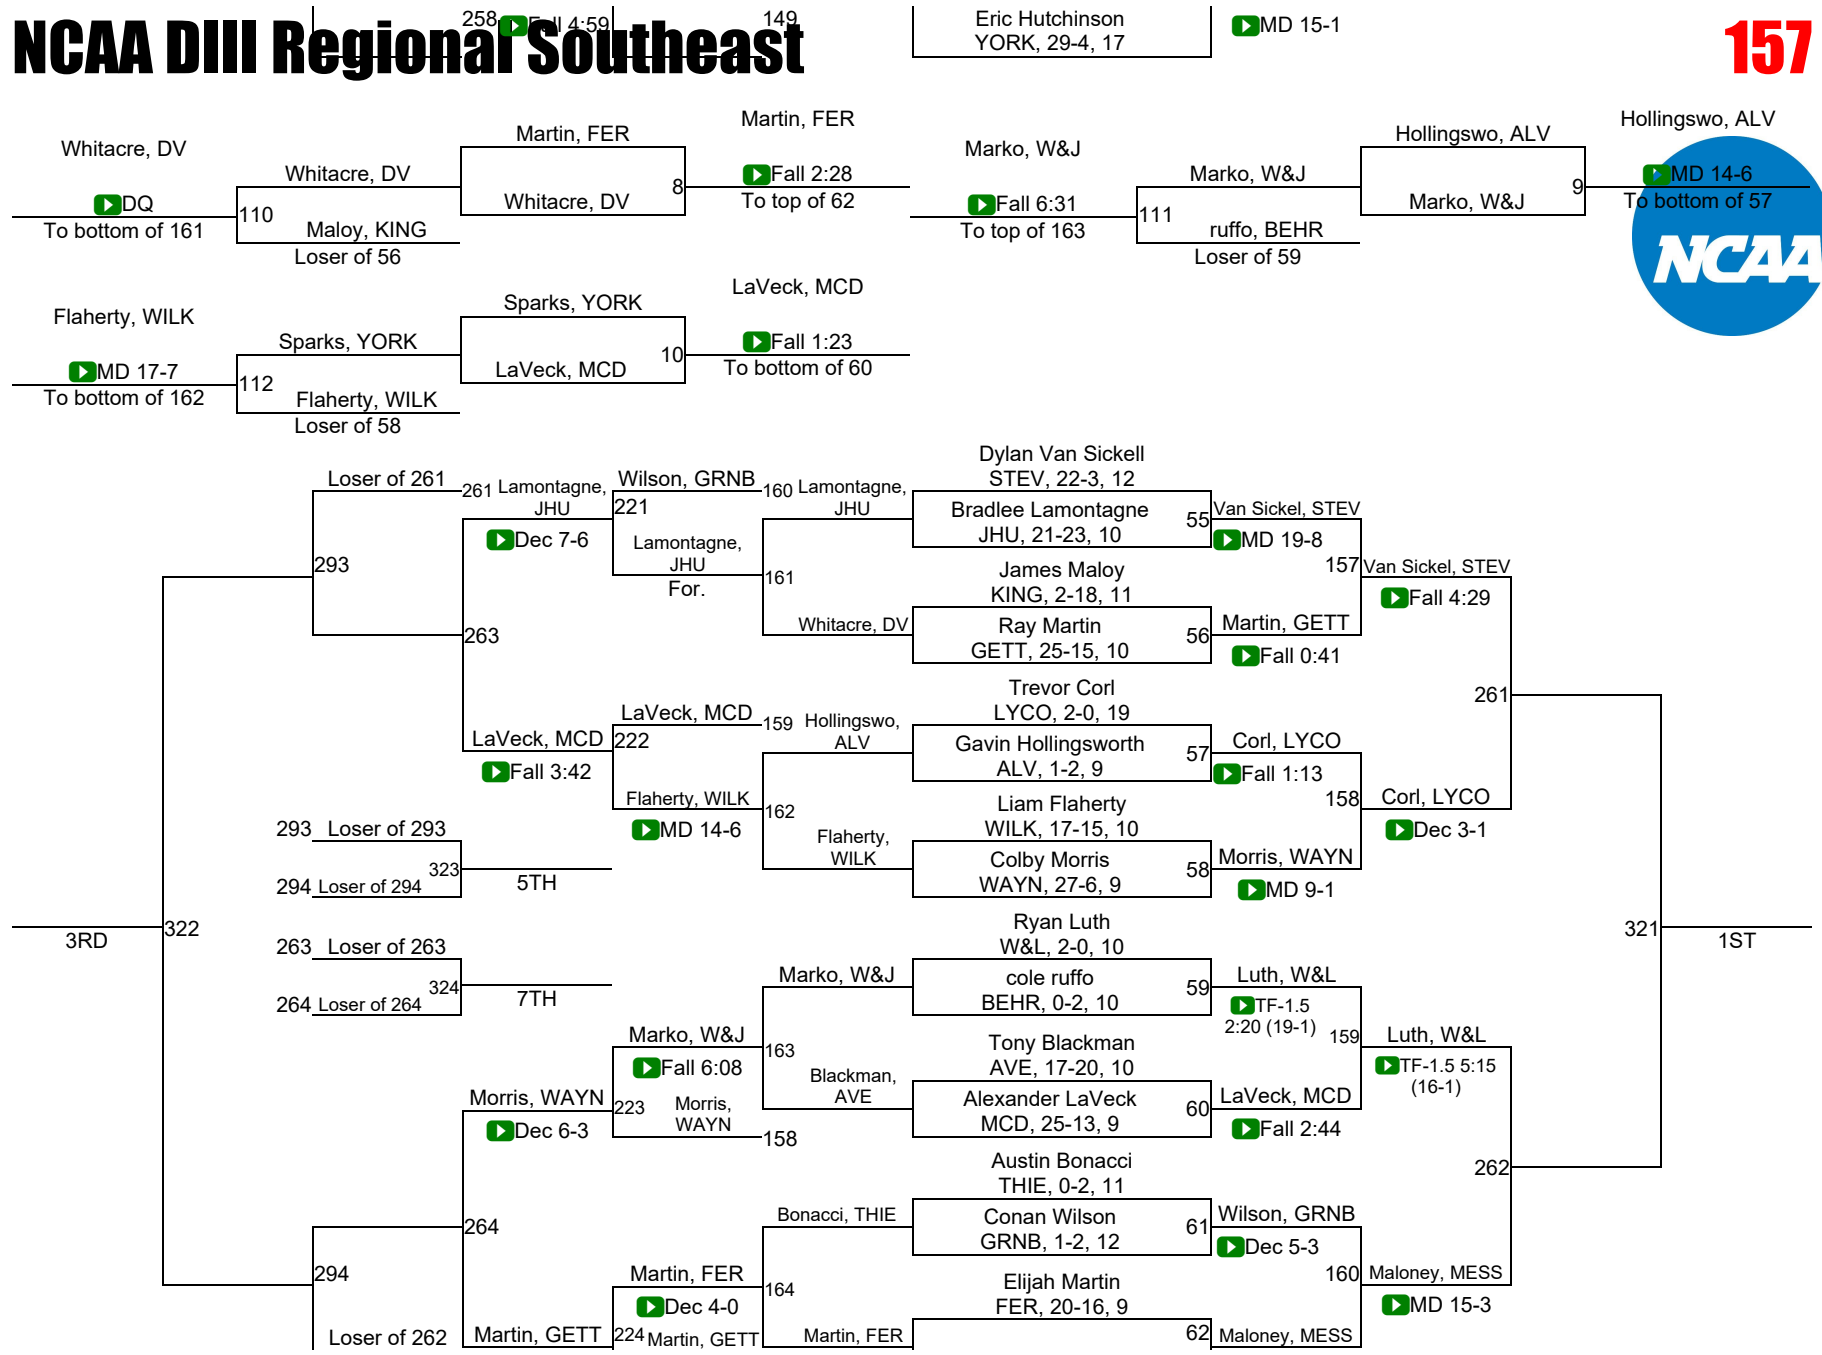 258
Fall 4:59
149
Eric Hutchinson
YORK, 29-4, 17
MD 15-1
NCAA DIII Regional Southeast
157
Whitacre, DV
DQ
To bottom of 161
Whitacre, DV
110
Maloy, KING
Loser of 56
Martin, FER
Whitacre, DV
8
Martin, FER
Fall 2:28
To top of 62
Marko, W&J
Fall 6:31
To top of 163
Marko, W&J
111
ruffo, BEHR
Loser of 59
Hollingswo, ALV
Marko, W&J
9
Hollingswo, ALV
MD 14-6
To bottom of 57
NCAA
Flaherty, WILK
MD 17-7
To bottom of 162
Sparks, YORK
112
Flaherty, WILK
Loser of 58
Sparks, YORK
LaVeck, MCD
10
LaVeck, MCD
Fall 1:23
To bottom of 60
Loser of 261
261
Lamontagne,
JHU
Dec 7-6
Wilson, GRNB
160
221
Lamontagne,
JHU
For.
Lamontagne,
JHU
161
Whitacre, DV
Dylan Van Sickell
STEV, 22-3, 12
Bradlee Lamontagne
JHU, 21-23, 10
55
Van Sickel, STEV
MD 19-8
James Maloy
KING, 2-18, 11
Ray Martin
GETT, 25-15, 10
56
Martin, GETT
Fall 0:41
157
Van Sickel, STEV
Fall 4:29
293
263
Trevor Corl
LYCO, 2-0, 19
Gavin Hollingsworth
ALV, 1-2, 9
57
Corl, LYCO
Fall 1:13
261
LaVeck, MCD
Fall 3:42
LaVeck, MCD
159
222
Hollingswo,
ALV
Flaherty, WILK
MD 14-6
162
Flaherty,
WILK
Liam Flaherty
WILK, 17-15, 10
Colby Morris
WAYN, 27-6, 9
58
Morris, WAYN
MD 9-1
158
Corl, LYCO
Dec 3-1
293
Loser of 293
294
Loser of 294
323
5TH
3RD
322
263
Loser of 263
264
Loser of 264
324
7TH
321
1ST
Ryan Luth
W&L, 2-0, 10
cole ruffo
BEHR, 0-2, 10
59
Luth, W&L
TF-1.5
2:20 (19-1)
Marko, W&J
Marko, W&J
Fall 6:08
163
Blackman,
AVE
Tony Blackman
AVE, 17-20, 10
Alexander LaVeck
MCD, 25-13, 9
60
LaVeck, MCD
Fall 2:44
159
Luth, W&L
TF-1.5 5:15
(16-1)
Morris, WAYN
Dec 6-3
223
Morris,
WAYN
158
262
Austin Bonacci
THIE, 0-2, 11
Conan Wilson
GRNB, 1-2, 12
61
Wilson, GRNB
Dec 5-3
Bonacci, THIE
264
294
Martin, FER
Dec 4-0
164
Elijah Martin
FER, 20-16, 9
160
Maloney, MESS
MD 15-3
Loser of 262
Martin, GETT
224
Martin, GETT
Martin, FER
62
Maloney, MESS